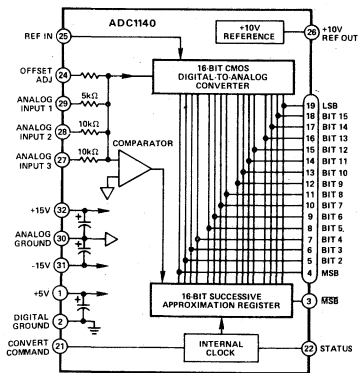 ADC1140
REF IN 25
+10V REFERENCE
26 +10V REF OUT
OFFSET ADJ 24
16-BIT CMOS
DIGITAL-TO-ANALOG
CONVERTER
ANALOG INPUT 1 29 5kΩ
ANALOG INPUT 2 28 10kΩ
ANALOG INPUT 3 27 10kΩ
COMPARATOR
19 LSB
18 BIT 15
17 BIT 14
16 BIT 13
15 BIT 12
14 BIT 11
13 BIT 10
12 BIT 9
11 BIT 8
10 BIT 7
9 BIT 6
8 BIT 5
7 BIT 4
6 BIT 3
5 BIT 2
4 MSB
+15V 32 +
ANALOG GROUND 30 +
-15V 31
+5V 1 +
DIGITAL GROUND 2
16-BIT SUCCESSIVE
APPROXIMATION REGISTER
3 MSB
CONVERT COMMAND 21
INTERNAL
CLOCK
22 STATUS